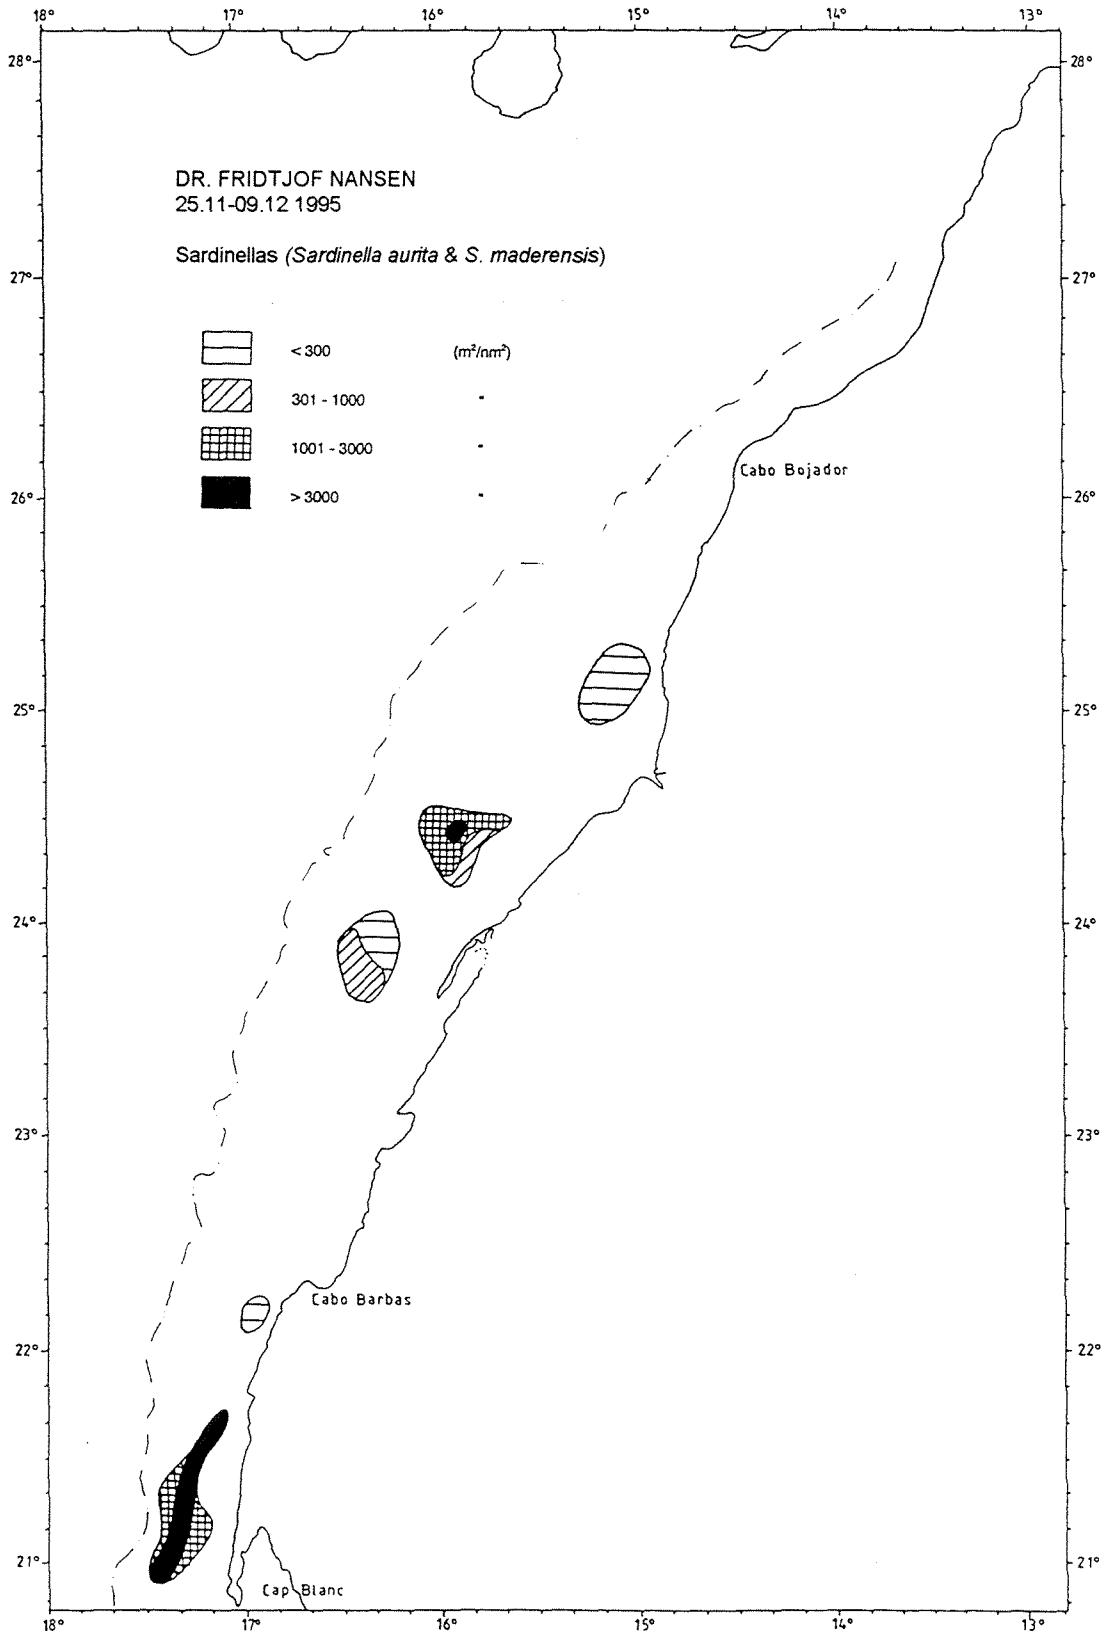 18° 17° 16° 15° 14° 13°
28° 28°
DR. FRIDTJOF NANSEN
25.11-09.12 1995
Sardinellas (Sardinella aurita & S. maderensis)
27° 27°
< 300 (m²/nm²)
301 - 1000 "
1001 - 3000 "
> 3000 "
Cabo Bojador
26° 26°
25° 25°
24° 24°
23° 23°
Cabo Barbas
22° 22°
21° 21°
Cap Blanc
18° 17° 16° 15° 14° 13°